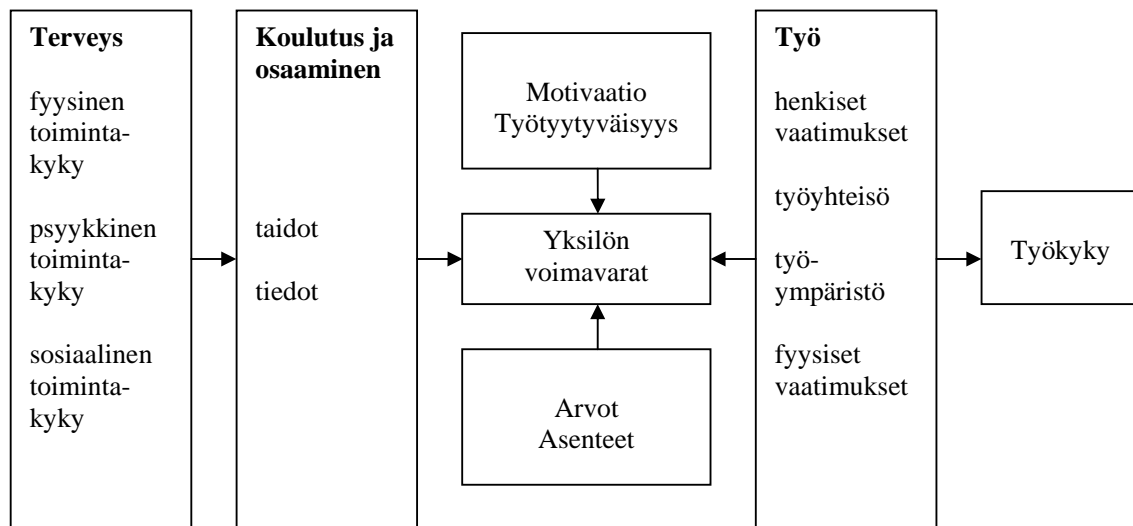 Terveys
fyysinen
toiminta-
kyky
psyykkinen
toiminta-
kyky
sosiaalinen
toiminta-
kyky
Koulutus ja
osaaminen
taidot
tiedot
Motivaatio
Työtyytyväisyys
Yksilön
voimavarat
Arvot
Asenteet
Työ
henkiset
vaatimukset
työyhteisö
työ-
ympäristö
fyysiset
vaatimukset
Työkyky